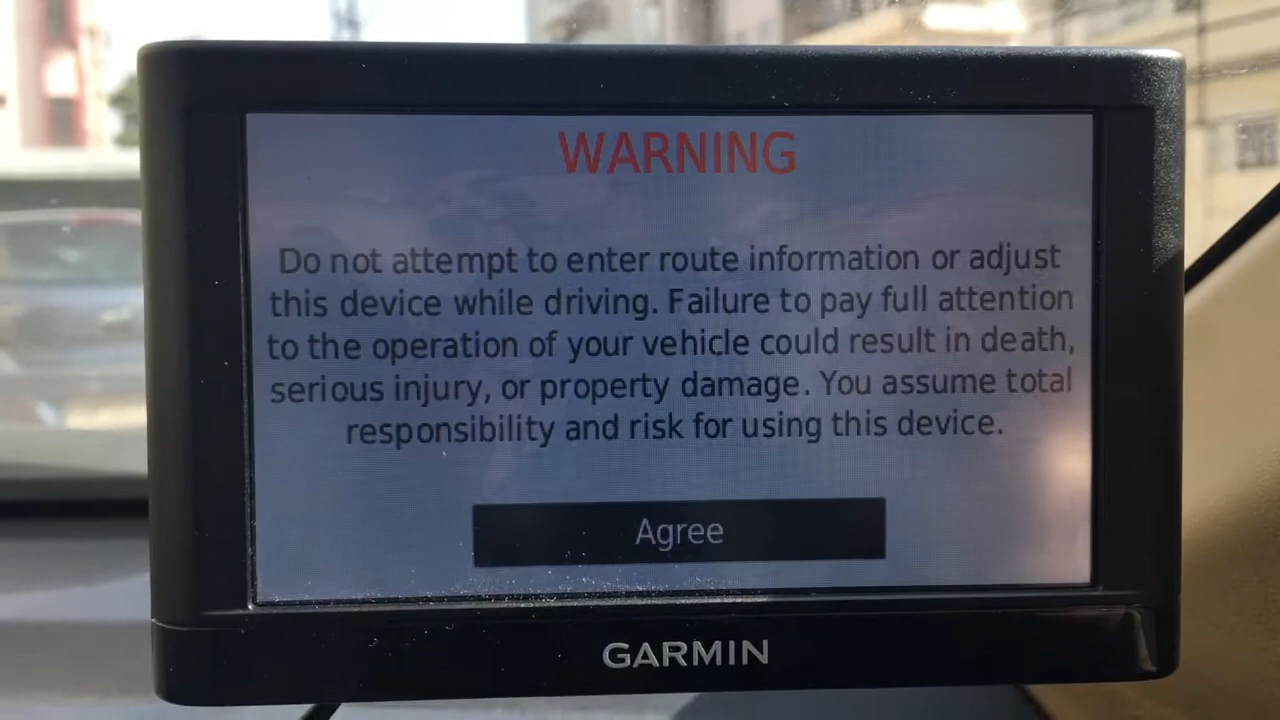 WARNING
Do not attempt to enter route information or adjust
this device while driving. Failure to pay full attention
to the operation of your vehicle could result in death,
serious injury, or property damage. You assume total
responsibility and risk for using this device.
Agree
GARMIN